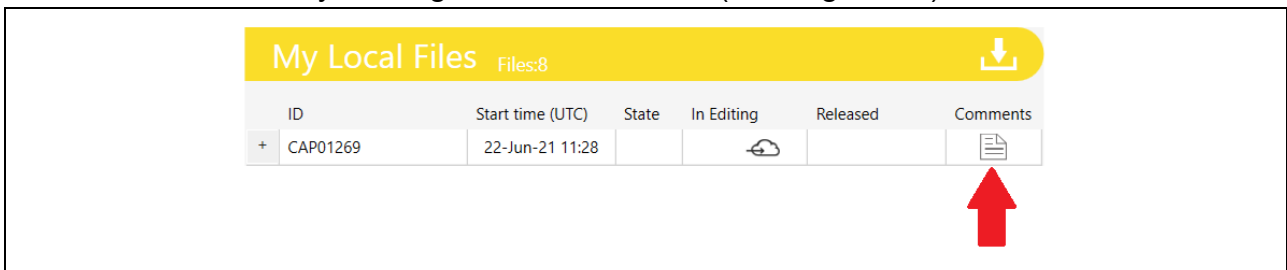 My Local Files Files:8
ID Start time (UTC) State In Editing Released Comments
+ CAP01269 22-Jun-21 11:28